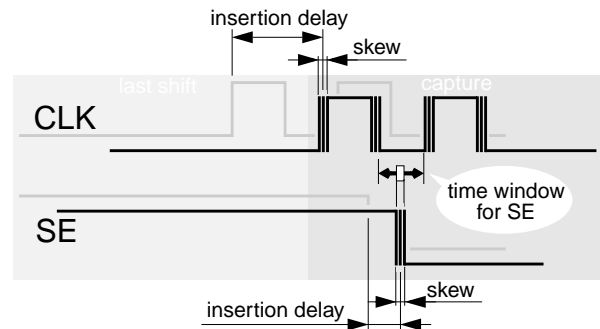 insertion delay
skew
last shift
capture
CLK
time window
for SE
SE
skew
insertion delay